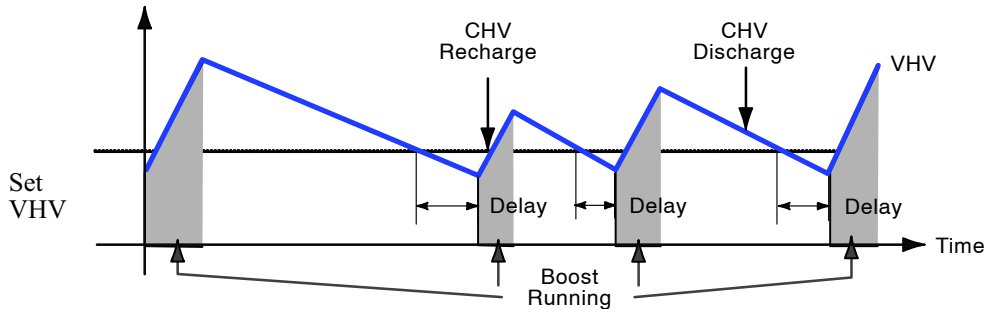 CHV
Recharge
CHV
Discharge
VHV
Set
VHV
Delay
Delay
Delay
Time
Boost
Running